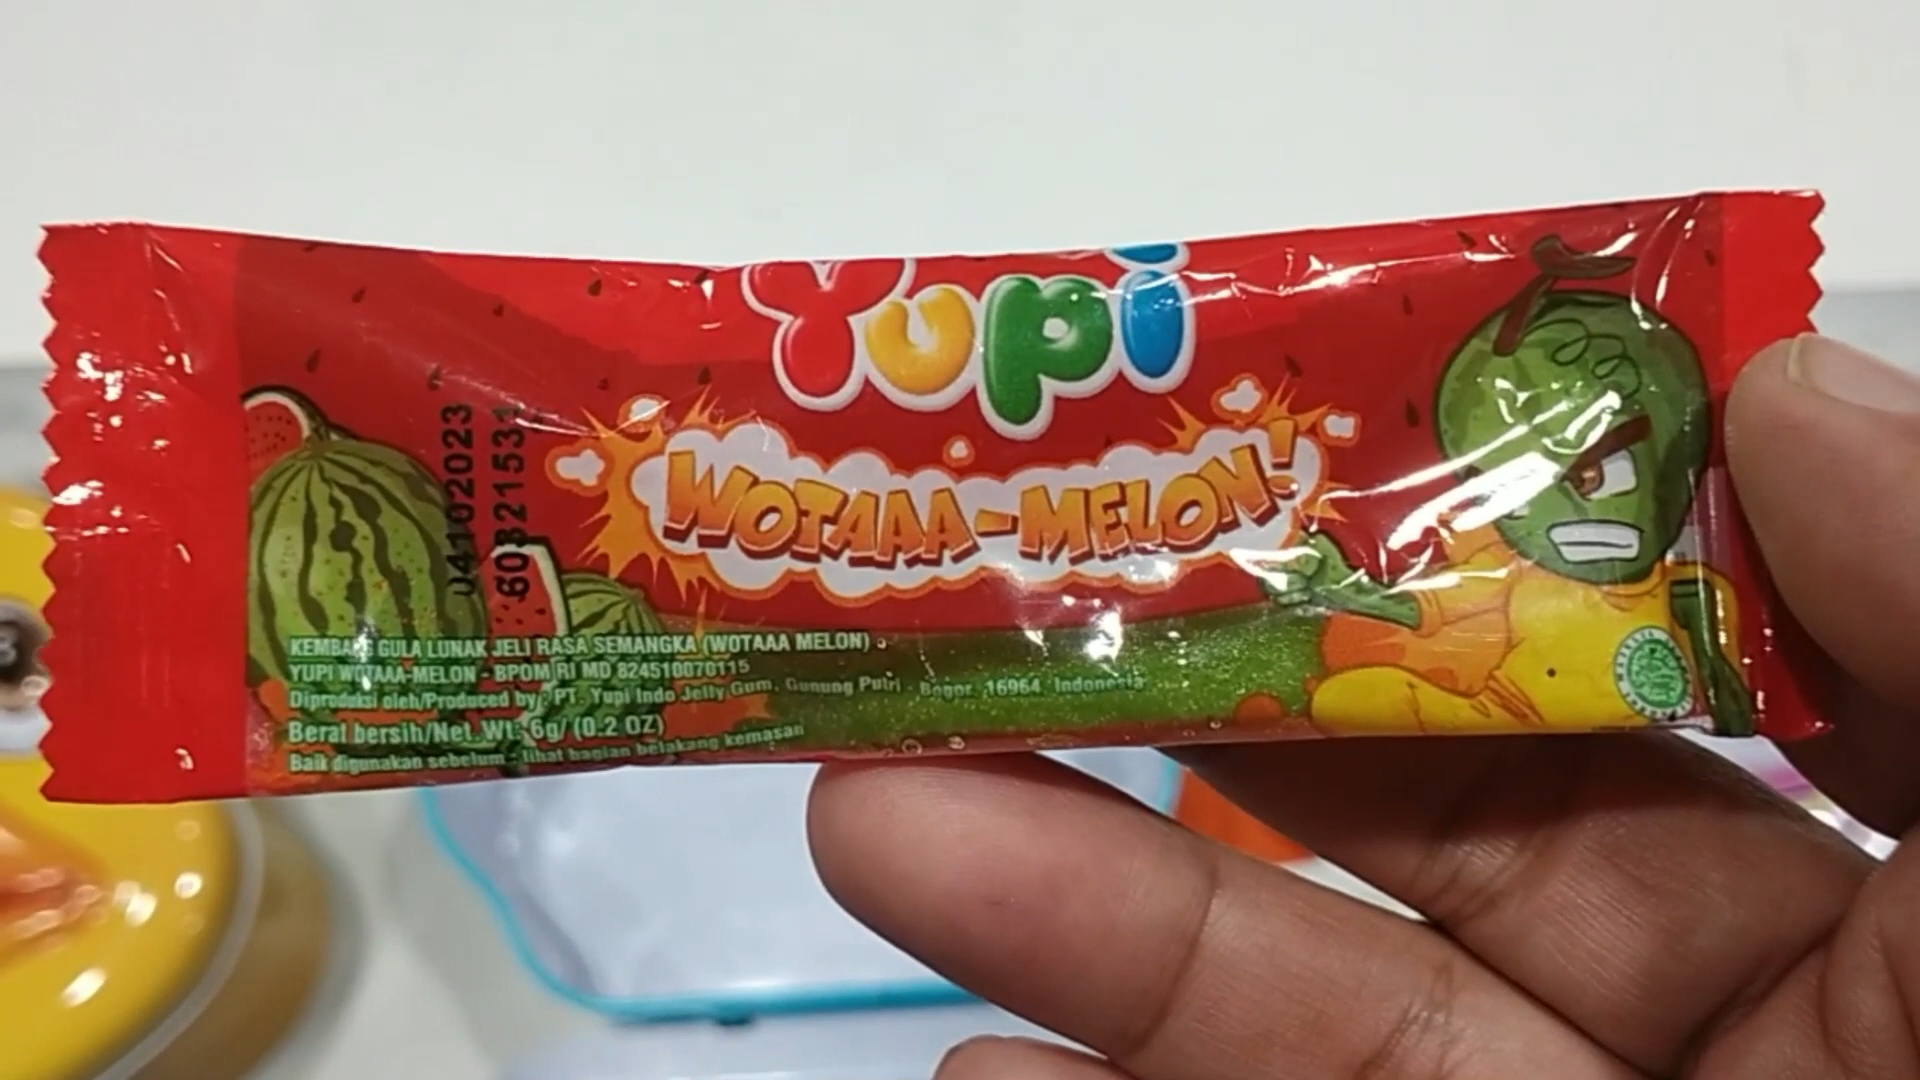 Yupi
WOTAAA-MELON!
04102023
60321531
KEMBANG GULA LUNAK JELI RASA SEMANGKA (WOTAAA MELON)
YUPI WOTAAA-MELON - BPOM RI MD 824510070115
Diproduksi oleh/Produced by : PT. Yupi Indo Jelly Gum, Gunung Putri - Bogor 16964 Indonesia
Berat bersih/Net. Wt: 6g/ (0.2 OZ)
Baik digunakan sebelum : lihat bagian belakang kemasan